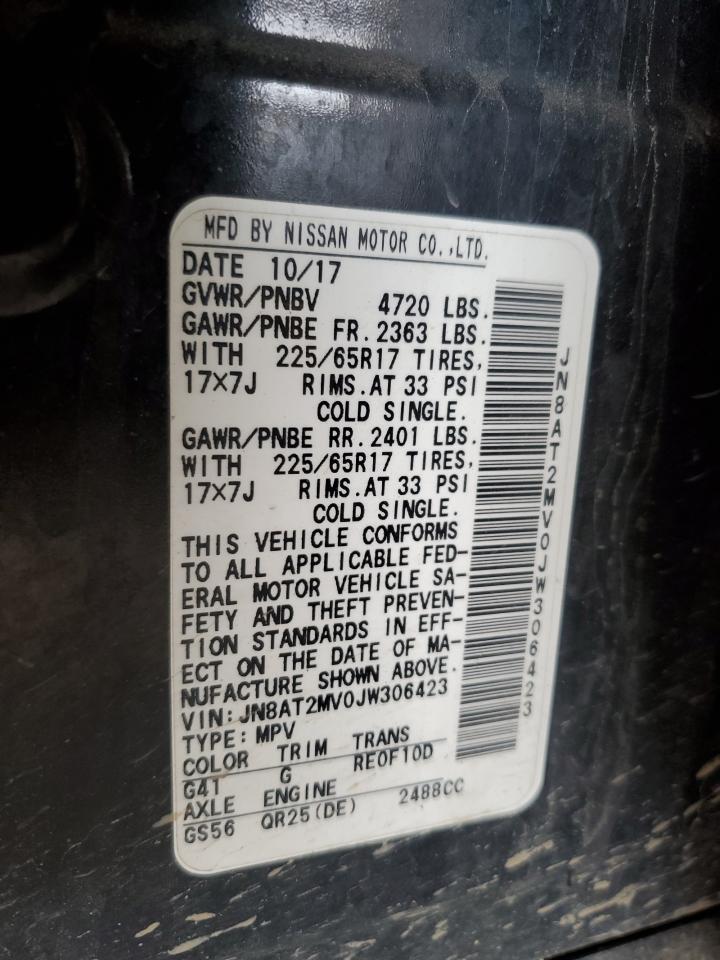 MFD BY NISSAN MOTOR CO.,LTD.
DATE 10/17
GVWR/PNBV 4720 LBS.
GAWR/PNBE FR.2363 LBS.
WITH 225/65R17 TIRES,
17X7J RIMS.AT 33 PSI
COLD SINGLE.
GAWR/PNBE RR.2401 LBS.
WITH 225/65R17 TIRES,
17X7J RIMS.AT 33 PSI
COLD SINGLE.
THIS VEHICLE CONFORMS
TO ALL APPLICABLE FED-
ERAL MOTOR VEHICLE SA-
FETY AND THEFT PREVEN-
TION STANDARDS IN EFF-
ECT ON THE DATE OF MA-
NUFACTURE SHOWN ABOVE.
VIN:JN8AT2MV0JW306423
TYPE:MPV
COLOR TRIM TRANS
G41 G RE0F10D
AXLE ENGINE
GS56 QR25(DE) 2488CC
JN8AT2MV0JW306423